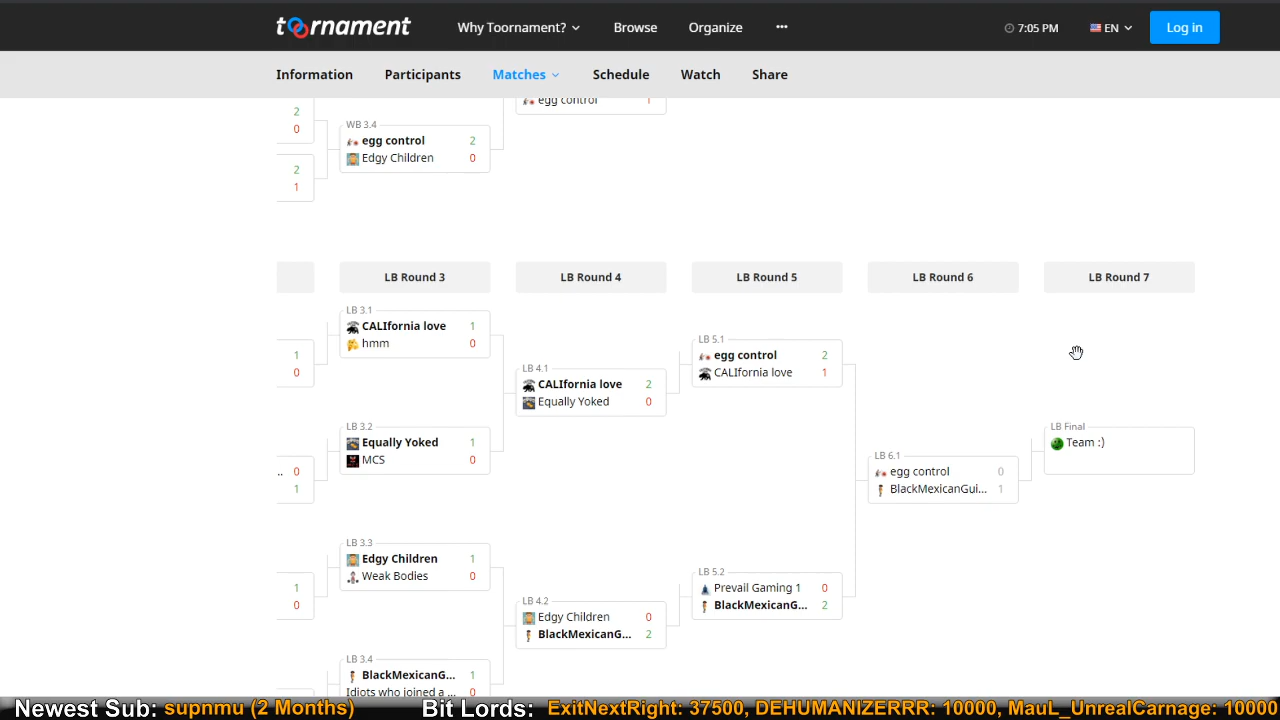 toornament Why Toornament? Browse Organize ••• 7:05 PM EN Log in
Information Participants Matches Schedule Watch Share
2
0
2
1
WB 3.4
egg control 2
Edgy Children 0
egg control 1
LB Round 3 LB Round 4 LB Round 5 LB Round 6 LB Round 7
1
0
.. 0
1
1
0
LB 3.1
CALIfornia love 1
hmm 0
LB 3.2
Equally Yoked 1
MCS 0
LB 3.3
Edgy Children 1
Weak Bodies 0
LB 3.4
BlackMexicanG... 1
Idiots who joined a ... 0
LB 4.1
CALIfornia love 2
Equally Yoked 0
LB 4.2
Edgy Children 0
BlackMexicanG... 2
LB 5.1
egg control 2
CALIfornia love 1
LB 5.2
Prevail Gaming 1 0
BlackMexicanG... 2
LB 6.1
egg control 0
BlackMexicanGui... 1
LB Final
Team :)
Newest Sub: supnmu (2 Months) Bit Lords: ExitNextRight: 37500, DEHUMANIZERRR: 10000, MauL_UnrealCarnage: 10000